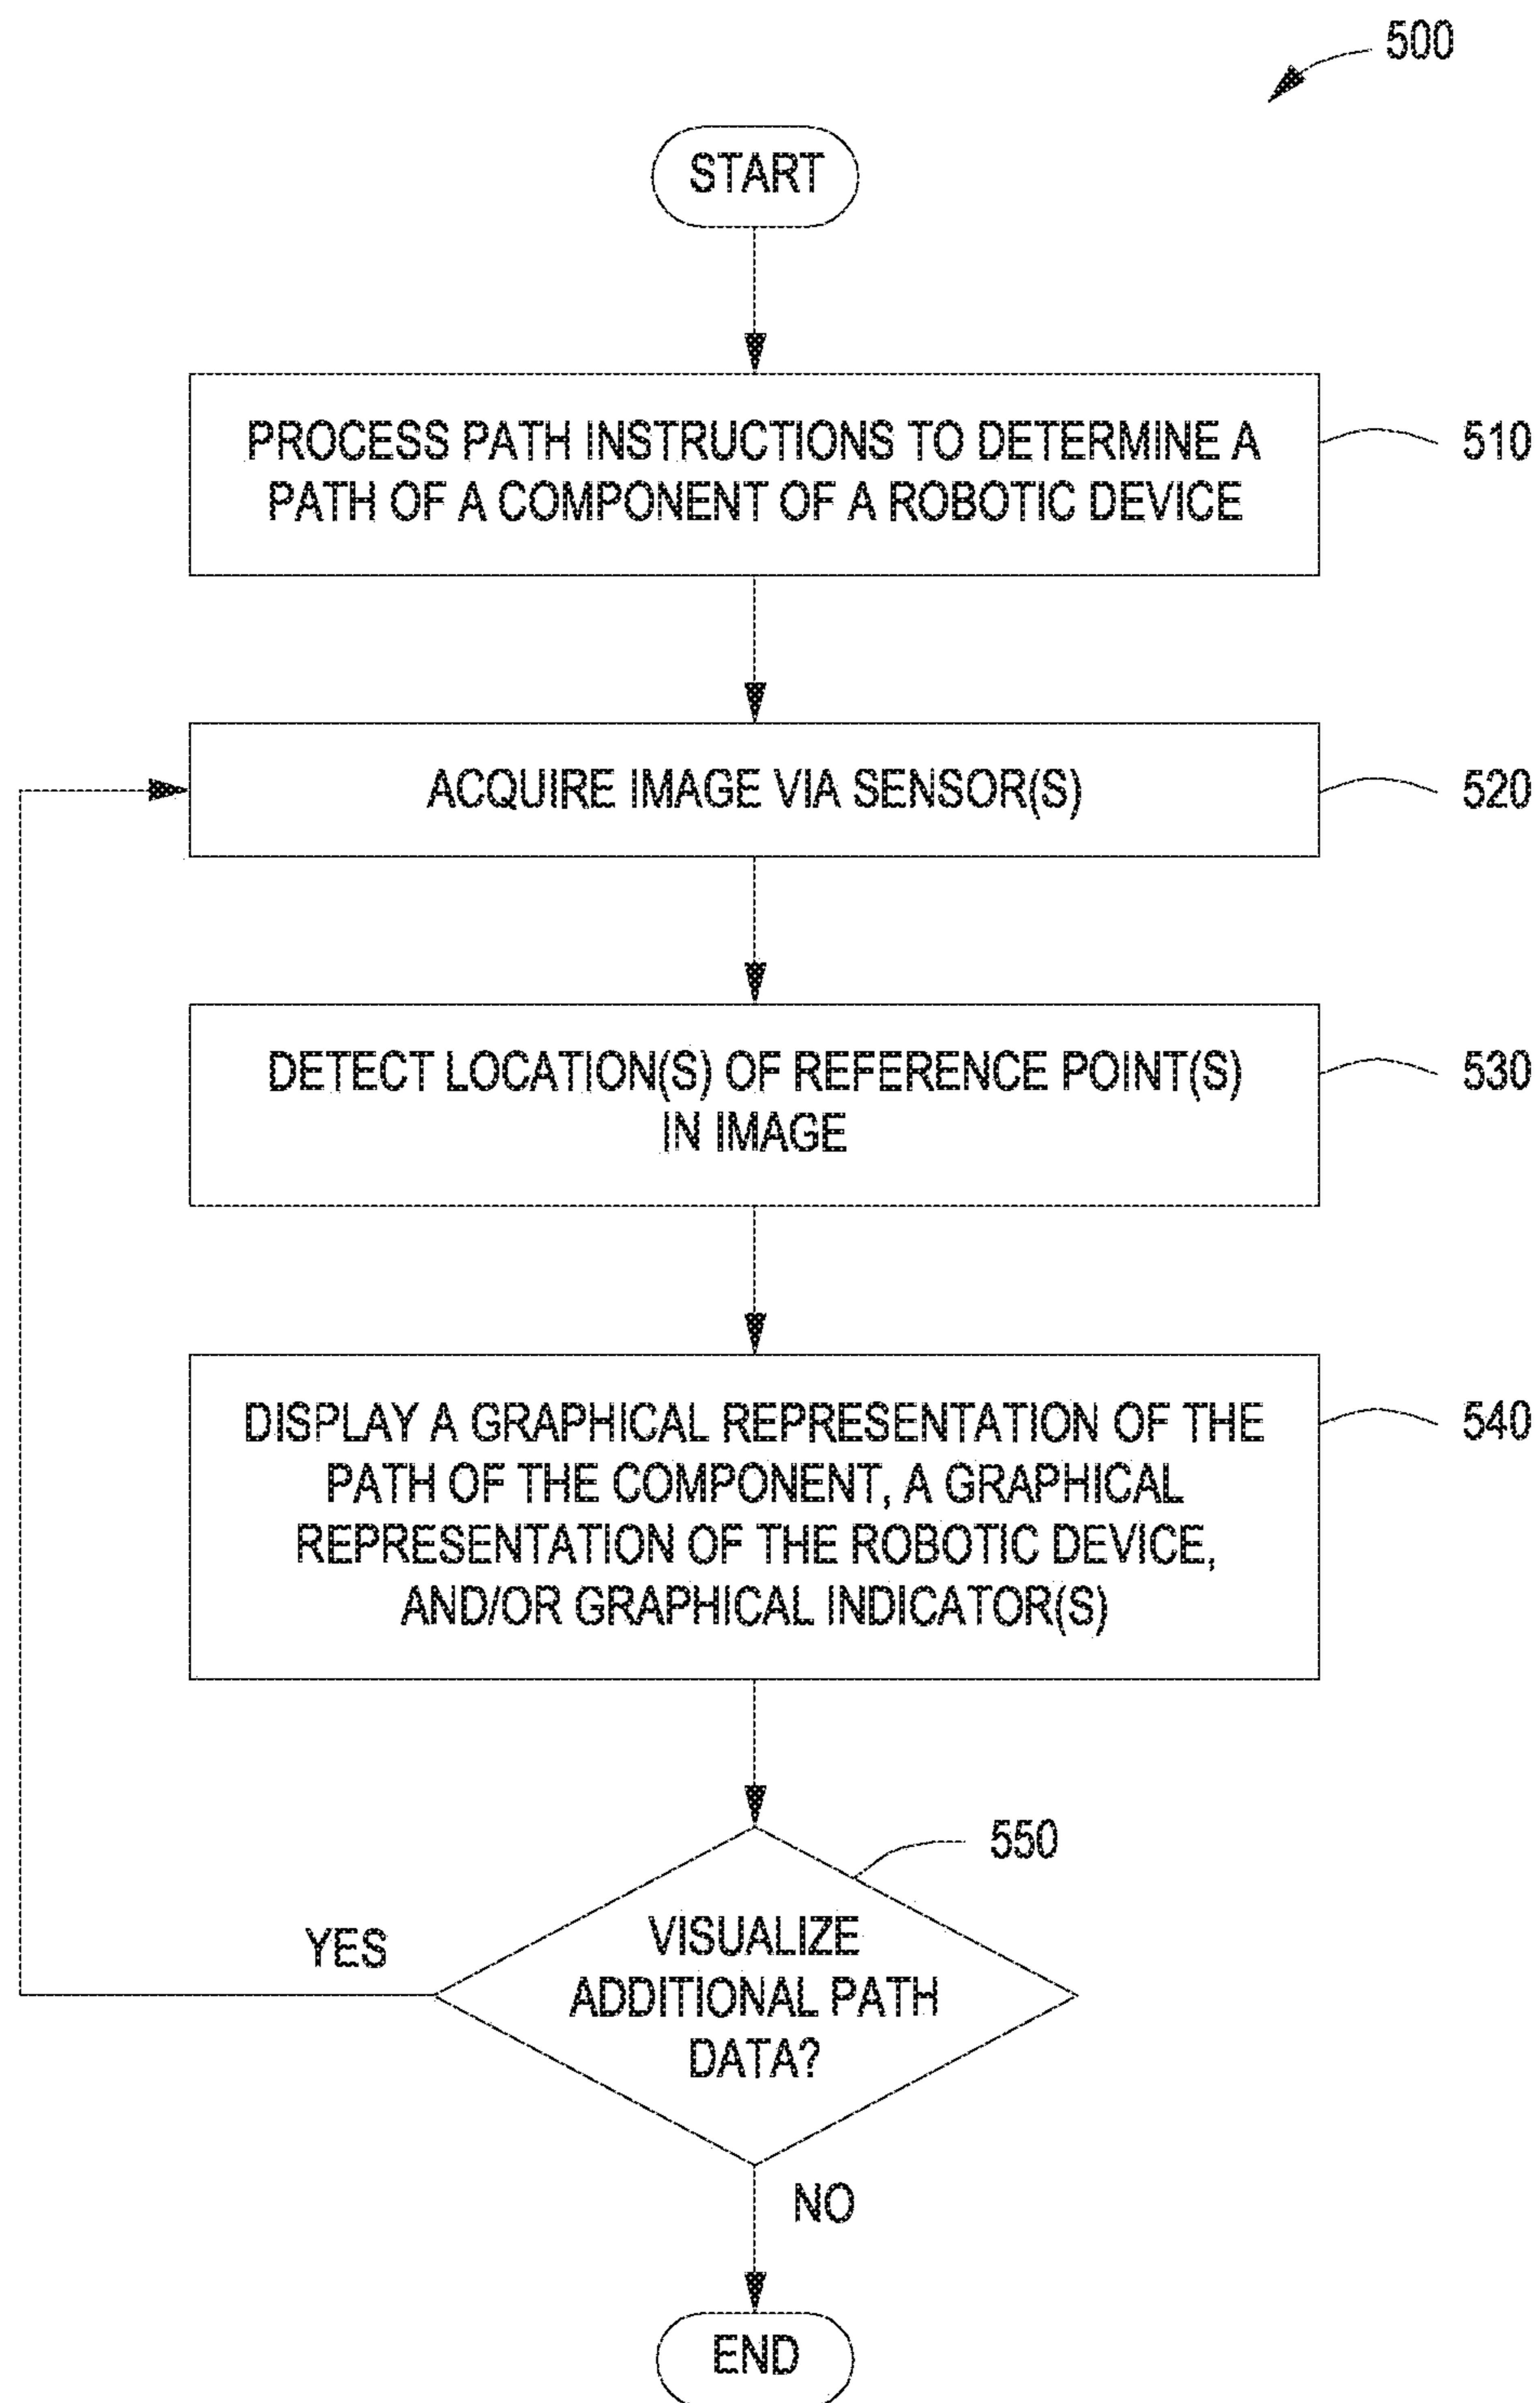 500
START
PROCESS PATH INSTRUCTIONS TO DETERMINE A
PATH OF A COMPONENT OF A ROBOTIC DEVICE
510
ACQUIRE IMAGE VIA SENSOR(S)
520
DETECT LOCATION(S) OF REFERENCE POINT(S)
IN IMAGE
530
DISPLAY A GRAPHICAL REPRESENTATION OF THE
PATH OF THE COMPONENT, A GRAPHICAL
REPRESENTATION OF THE ROBOTIC DEVICE,
AND/OR GRAPHICAL INDICATOR(S)
540
550
VISUALIZE
ADDITIONAL PATH
DATA?
YES
NO
END